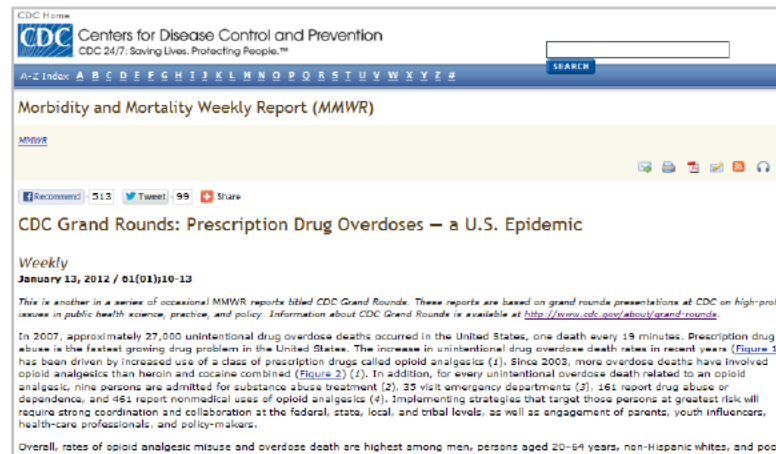 CDC Home
CDC Centers for Disease Control and Prevention
CDC 24/7: Saving Lives. Protecting People.™
SEARCH
A-Z Index A B C D E F G H I J K L M N O P Q R S T U V W X Y Z #
Morbidity and Mortality Weekly Report (MMWR)
MMWR
Recommend 513 Tweet 99 Share
CDC Grand Rounds: Prescription Drug Overdoses — a U.S. Epidemic
Weekly
January 13, 2012 / 61(01);10-13
This is another in a series of occasional MMWR reports titled CDC Grand Rounds. These reports are based on grand rounds presentations at CDC on high-prof
issues in public health science, practice, and policy. Information about CDC Grand Rounds is available at http://www.cdc.gov/about/grand-rounds.
In 2007, approximately 27,000 unintentional drug overdose deaths occurred in the United States, one death every 19 minutes. Prescription drug
abuse is the fastest growing drug problem in the United States. The increase in unintentional drug overdose death rates in recent years (Figure 1
has been driven by increased use of a class of prescription drugs called opioid analgesics (1). Since 2003, more overdose deaths have involved
opioid analgesics than heroin and cocaine combined (Figure 2) (1). In addition, for every unintentional overdose death related to an opioid
analgesic, nine persons are admitted for substance abuse treatment (2), 35 visit emergency departments (3), 161 report drug abuse or
dependence, and 461 report nonmedical uses of opioid analgesics (4). Implementing strategies that target those persons at greatest risk will
require strong coordination and collaboration at the federal, state, local, and tribal levels, as well as engagement of parents, youth influencers,
health-care professionals, and policy-makers.
Overall, rates of opioid analgesic misuse and overdose death are highest among men, persons aged 20–64 years, non-Hispanic whites, and poo